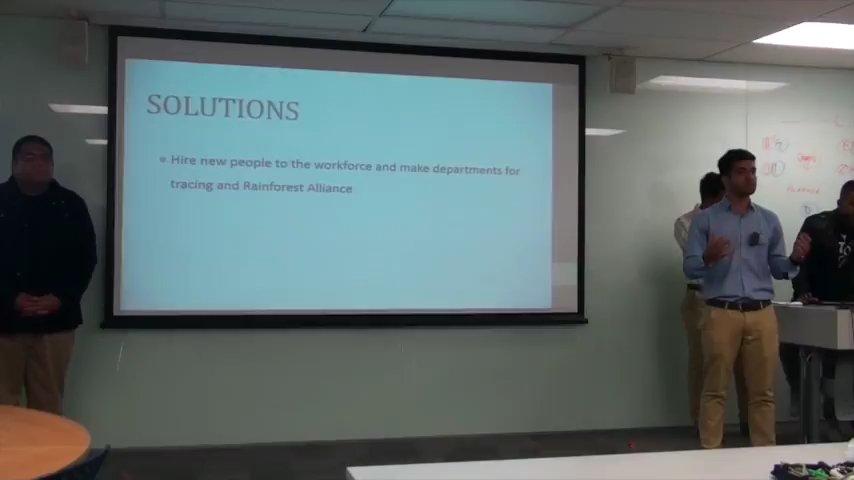 SOLUTIONS
Hire new people to the workforce and make departments for
tracing and Rainforest Alliance